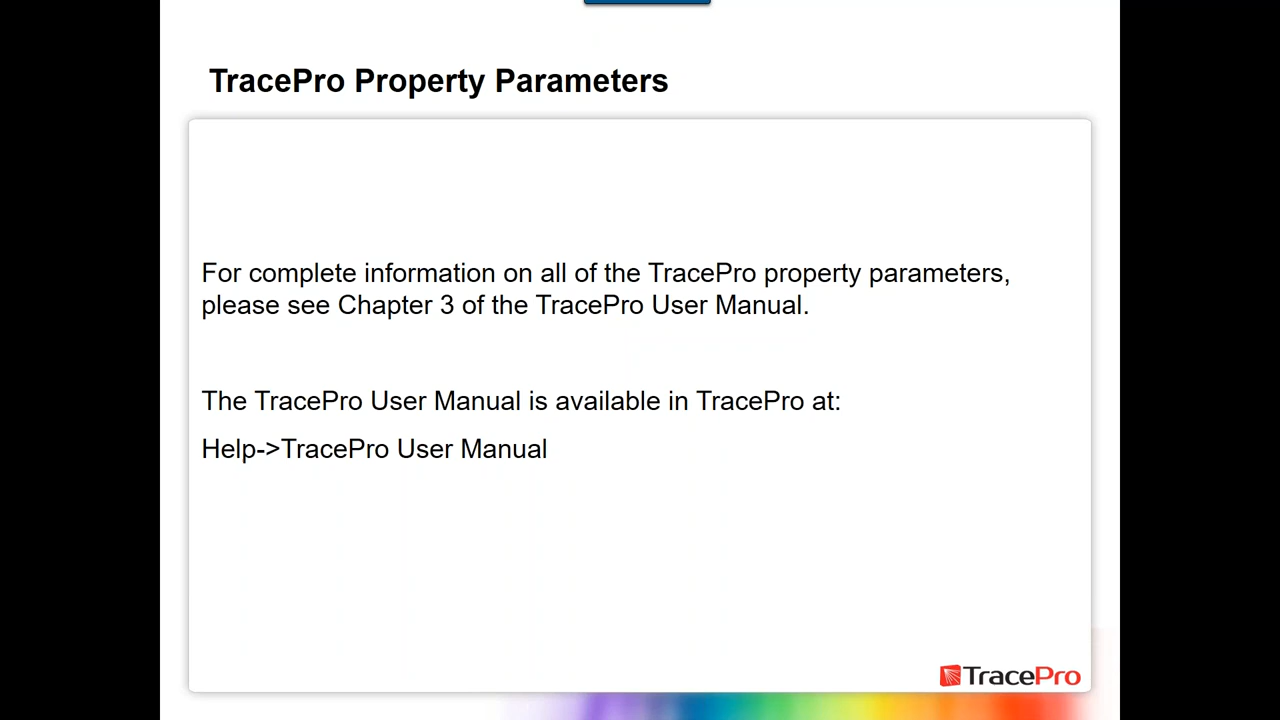 TracePro Property Parameters
For complete information on all of the TracePro property parameters,
please see Chapter 3 of the TracePro User Manual.
The TracePro User Manual is available in TracePro at:
Help->TracePro User Manual
TracePro